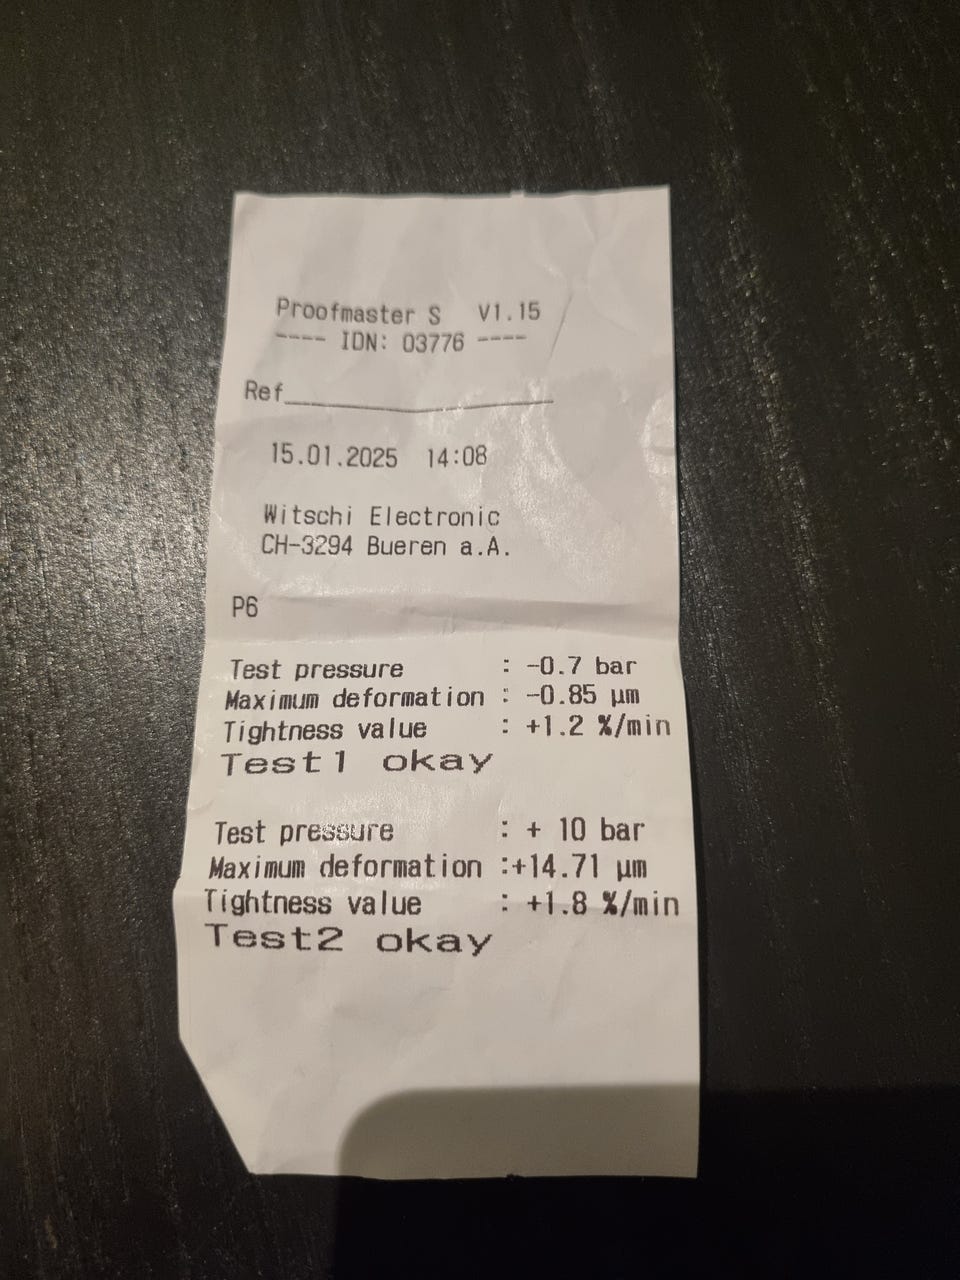 Proofmaster S V1.15
---- IDN: 03776 ----
Ref______________________
15.01.2025 14:08
Witschi Electronic
CH-3294 Bueren a.A.
P6
Test pressure : -0.7 bar
Maximum deformation : -0.85 µm
Tightness value : +1.2 %/min
Test1 okay
Test pressure : + 10 bar
Maximum deformation :+14.71 µm
Tightness value : +1.8 %/min
Test2 okay